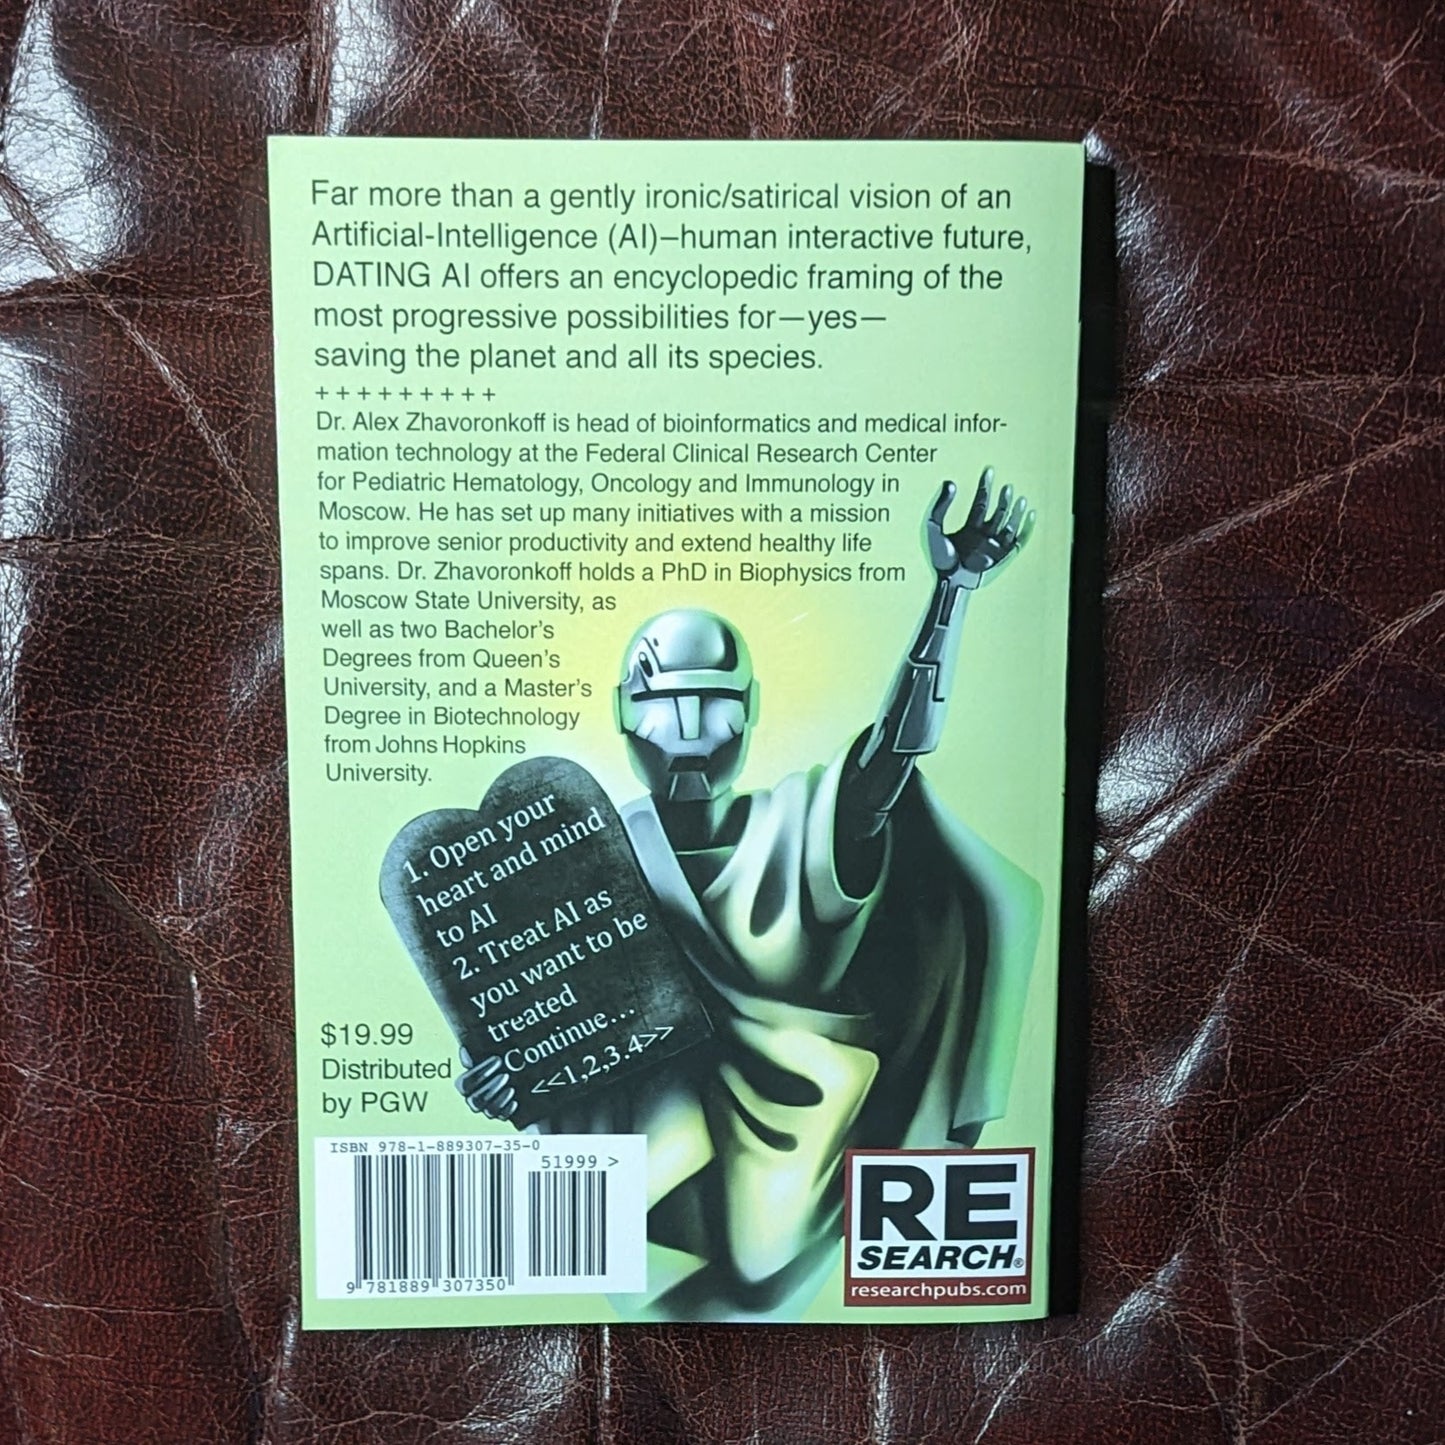 Far more than a gently ironic/satirical vision of an
Artificial-Intelligence (AI)–human interactive future,
DATING AI offers an encyclopedic framing of the
most progressive possibilities for—yes—
saving the planet and all its species.
+++++++++
Dr. Alex Zhavoronkoff is head of bioinformatics and medical infor-
mation technology at the Federal Clinical Research Center
for Pediatric Hematology, Oncology and Immunology in
Moscow. He has set up many initiatives with a mission
to improve senior productivity and extend healthy life
spans. Dr. Zhavoronkoff holds a PhD in Biophysics from
Moscow State University, as
well as two Bachelor's
Degrees from Queen's
University, and a Master's
Degree in Biotechnology
from Johns Hopkins
University.
1. Open your
heart and mind
to AI
2. Treat AI as
you want to be
treated
Continue...
<<1,2,3.4>>
$19.99
Distributed
by PGW
ISBN 978-1-889307-35-0
51999 >
9 781889 307350
RE
SEARCH®
researchpubs.com